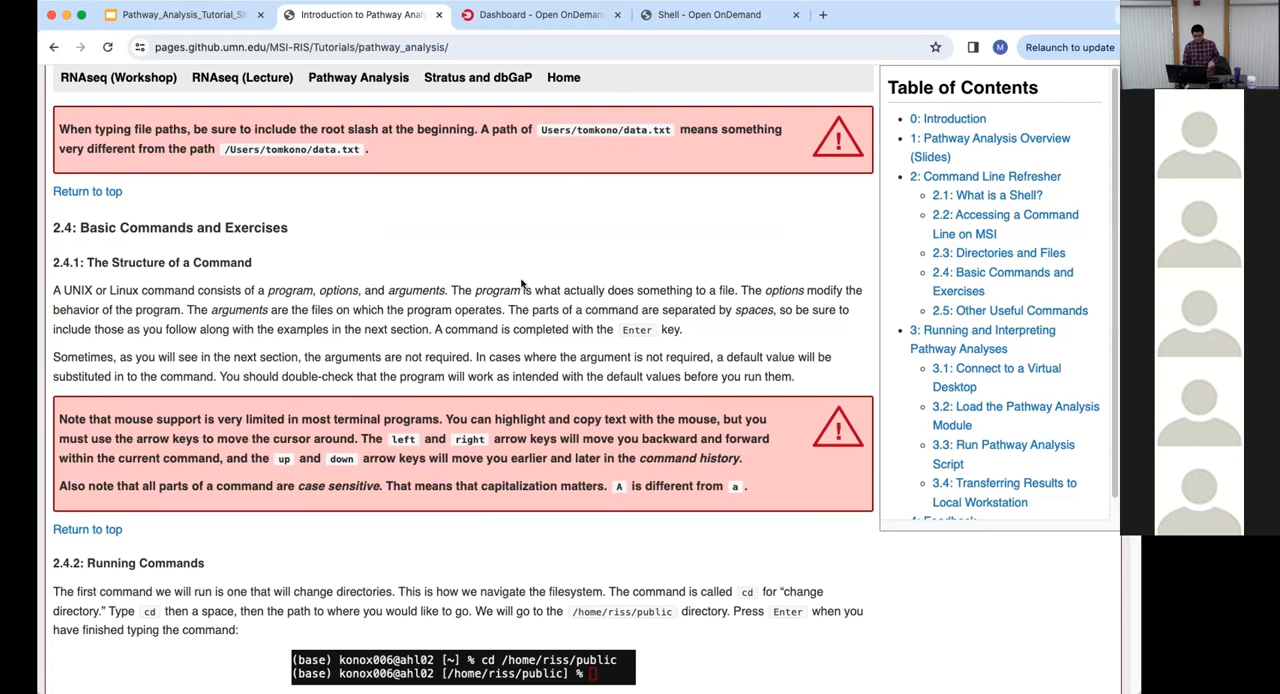 Pathway_Analysis_Tutorial_Sl
Introduction to Pathway Anal
Dashboard - Open OnDeman
Shell - Open OnDemand
pages.github.umn.edu/MSI-RIS/Tutorials/pathway_analysis/
M
Relaunch to update
RNAseq (Workshop) RNAseq (Lecture) Pathway Analysis Stratus and dbGaP Home
When typing file paths, be sure to include the root slash at the beginning. A path of Users/tomkono/data.txt means something
very different from the path /Users/tomkono/data.txt .
Return to top
2.4: Basic Commands and Exercises
2.4.1: The Structure of a Command
A UNIX or Linux command consists of a program, options, and arguments. The program is what actually does something to a file. The options modify the
behavior of the program. The arguments are the files on which the program operates. The parts of a command are separated by spaces, so be sure to
include those as you follow along with the examples in the next section. A command is completed with the Enter key.
Sometimes, as you will see in the next section, the arguments are not required. In cases where the argument is not required, a default value will be
substituted in to the command. You should double-check that the program will work as intended with the default values before you run them.
Note that mouse support is very limited in most terminal programs. You can highlight and copy text with the mouse, but you
must use the arrow keys to move the cursor around. The left and right arrow keys will move you backward and forward
within the current command, and the up and down arrow keys will move you earlier and later in the command history.
Also note that all parts of a command are case sensitive. That means that capitalization matters. A is different from a .
Return to top
2.4.2: Running Commands
The first command we will run is one that will change directories. This is how we navigate the filesystem. The command is called cd for “change
directory.” Type cd then a space, then the path to where you would like to go. We will go to the /home/riss/public directory. Press Enter when you
have finished typing the command:
(base) konox006@ahl02 [~] % cd /home/riss/public
(base) konox006@ahl02 [/home/riss/public] %
Table of Contents
0: Introduction
1: Pathway Analysis Overview
(Slides)
2: Command Line Refresher
2.1: What is a Shell?
2.2: Accessing a Command
Line on MSI
2.3: Directories and Files
2.4: Basic Commands and
Exercises
2.5: Other Useful Commands
3: Running and Interpreting
Pathway Analyses
3.1: Connect to a Virtual
Desktop
3.2: Load the Pathway Analysis
Module
3.3: Run Pathway Analysis
Script
3.4: Transferring Results to
Local Workstation
4: Feedback